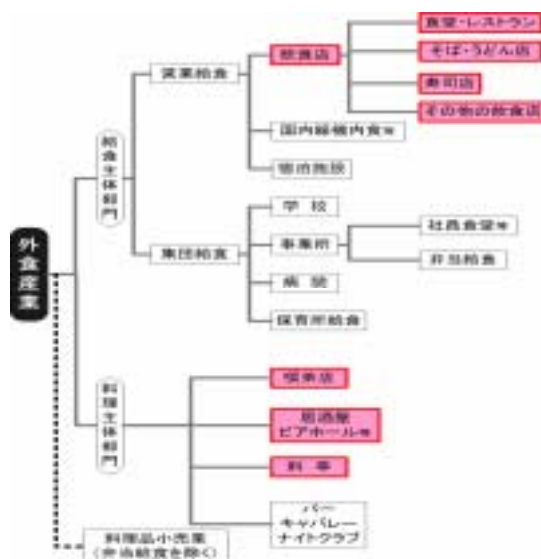 食堂・レストラン
そば・うどん店
寿司店
その他の飲食店
飲食店
営業給食
国内線機内食等
宿泊施設
給食主体部門
学校
集団給食
事業所
社員食堂等
弁当給食
病院
保育所給食
外食産業
喫茶店
居酒屋
ビアホール等
料亭
料理主体部門
バー
キャバレー
ナイトクラブ
料理品小売業
(弁当給食を除く)